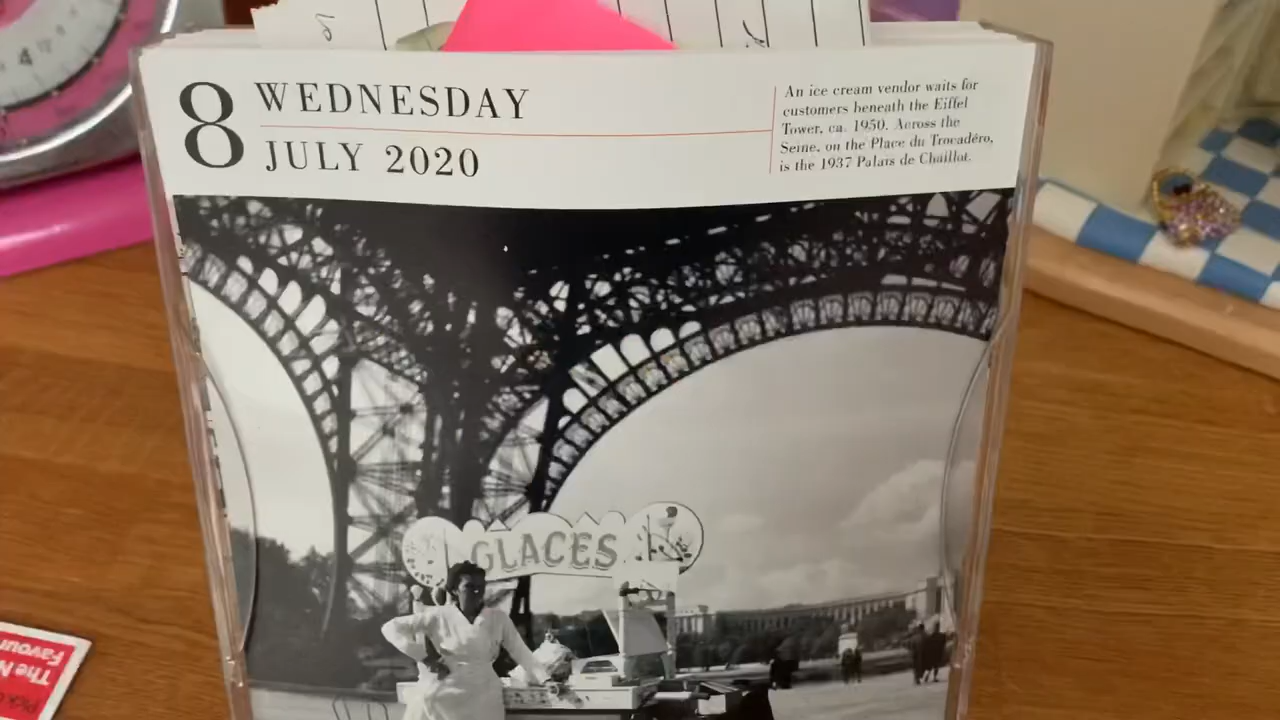 8 WEDNESDAY
JULY 2020
An ice cream vendor waits for
customers beneath the Eiffel
Tower, ca. 1950. Across the
Seine, on the Place du Trocadéro,
is the 1937 Palais de Chaillot.
GLACES
The N
Favour
4